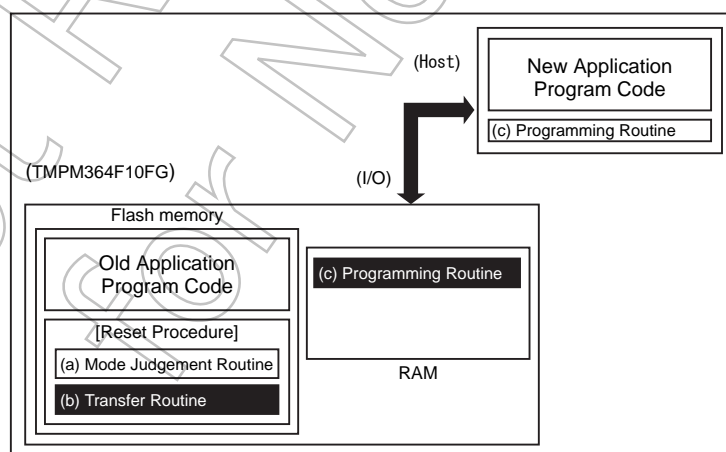 (Host)
New Application
Program Code
(c) Programming Routine
(TMPM364F10FG)
(I/O)
Flash memory
Old Application
Program Code
(c) Programming Routine
[Reset Procedure]
(a) Mode Judgement Routine
(b) Transfer Routine
RAM